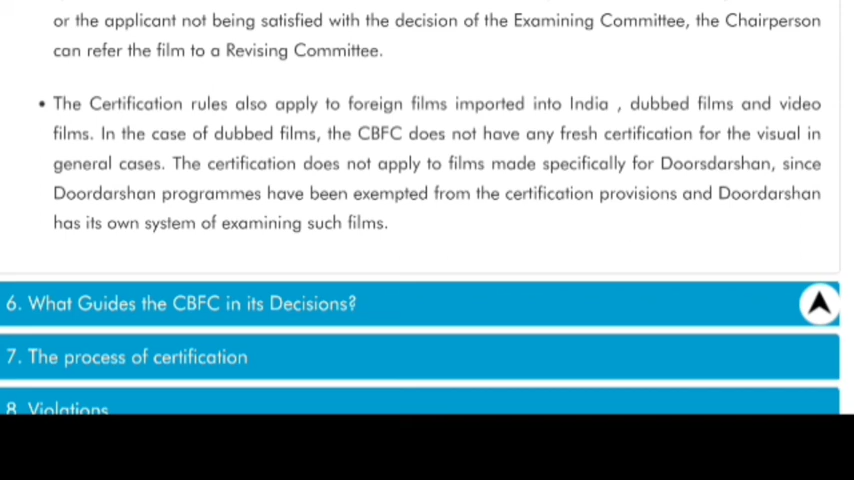 or the applicant not being satisfied with the decision of the Examining Committee, the Chairperson
can refer the film to a Revising Committee.
• The Certification rules also apply to foreign films imported into India , dubbed films and video
films. In the case of dubbed films, the CBFC does not have any fresh certification for the visual in
general cases. The certification does not apply to films made specifically for Doorsdarshan, since
Doordarshan programmes have been exempted from the certification provisions and Doordarshan
has its own system of examining such films.
6. What Guides the CBFC in its Decisions?
7. The process of certification
8. Violations